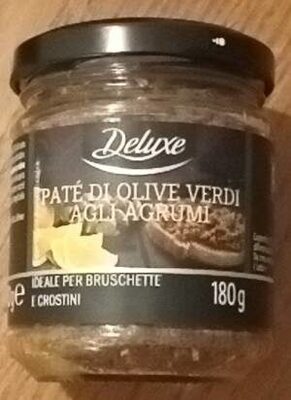 Deluxe
PATÉ DI OLIVE VERDI
AGLI AGRUMI
IDEALE PER BRUSCHETTE
E CROSTINI
180g